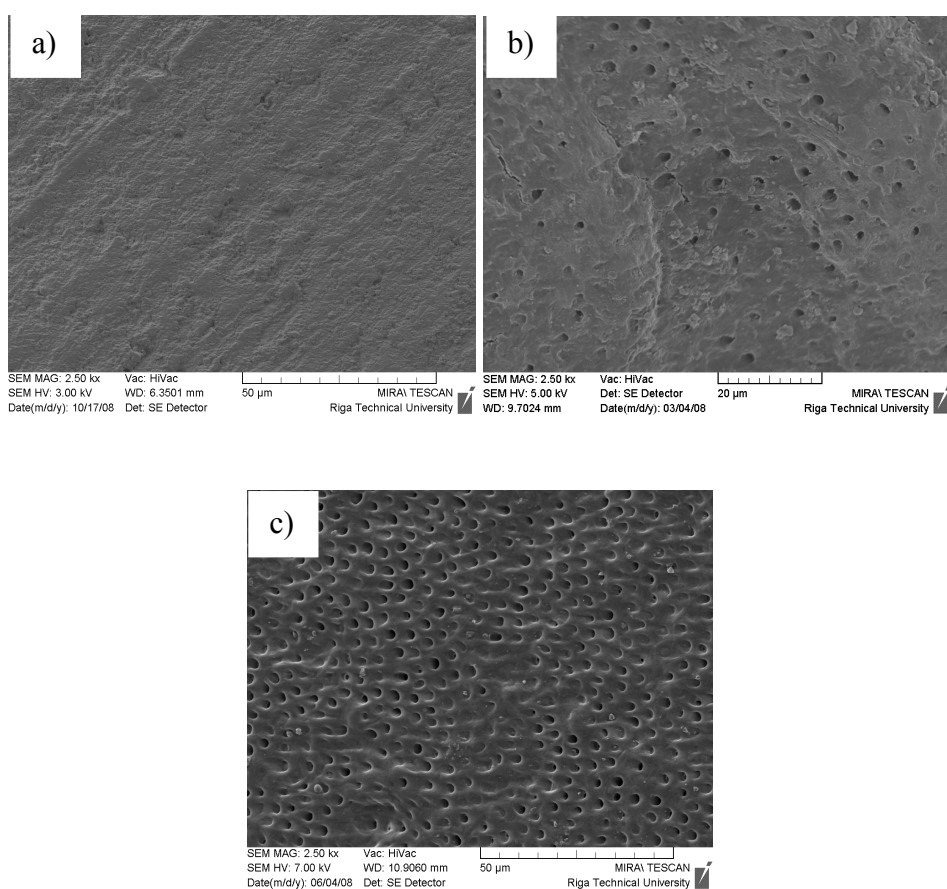 a)
SEM MAG: 2.50 kx Vac: HiVac
SEM HV: 3.00 kV WD: 6.3501 mm 50 µm MIRA\ TESCAN
Date(m/d/y): 10/17/08 Det: SE Detector Riga Technical University
b)
SEM MAG: 2.50 kx Vac: HiVac
SEM HV: 5.00 kV Det: SE Detector 20 µm MIRA\ TESCAN
WD: 9.7024 mm Date(m/d/y): 03/04/08 Riga Technical University
c)
SEM MAG: 2.50 kx Vac: HiVac
SEM HV: 7.00 kV WD: 10.9060 mm 50 µm MIRA\ TESCAN
Date(m/d/y): 06/04/08 Det: SE Detector Riga Technical University